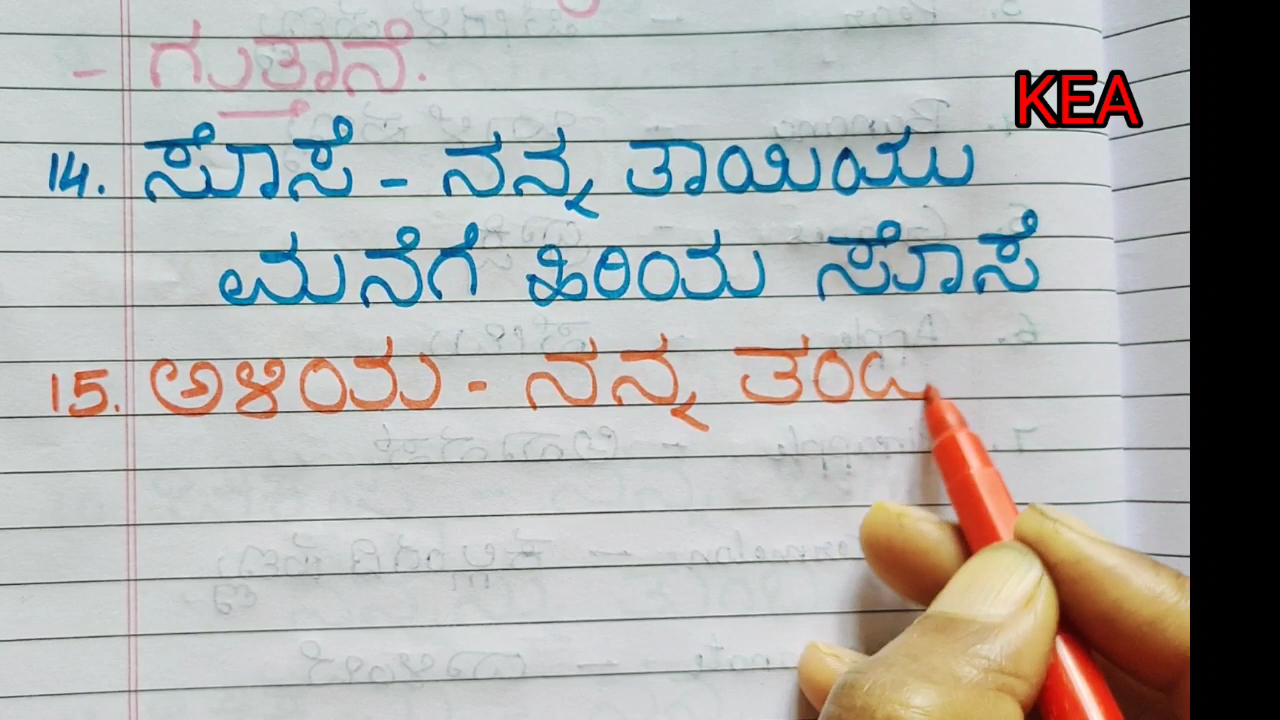 - ಗುತ್ತಾನೆ.
KEA
14. ಸೊಸೆ - ನನ್ನ ತಾಯಿಯು
ಮನೆಗೆ ಹಿರಿಯ ಸೊಸೆ
15. ಅಳಿಯ - ನನ್ನ